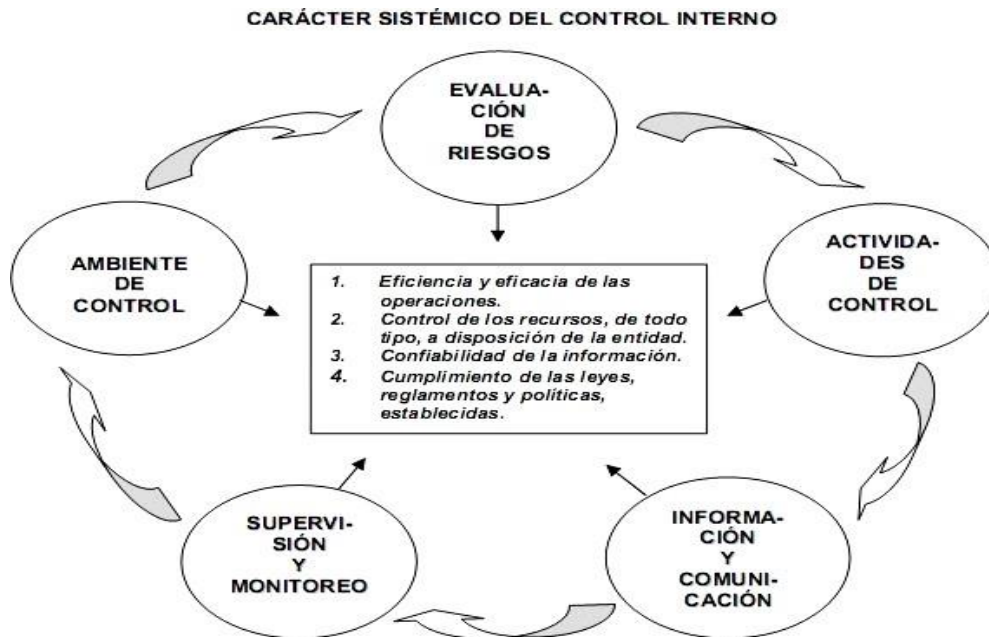 CARÁCTER SISTÉMICO DEL CONTROL INTERNO
EVALUA-
CIÓN
DE
RIESGOS
AMBIENTE
DE
CONTROL
ACTIVIDA-
DES
DE
CONTROL
1. Eficiencia y eficacia de las
operaciones.
2. Control de los recursos, de todo
tipo, a disposición de la entidad.
3. Confiabilidad de la información.
4. Cumplimiento de las leyes,
reglamentos y políticas,
establecidas.
SUPERVI-
SIÓN
Y
MONITOREO
INFORMA-
CIÓN
Y
COMUNI-
CACIÓN